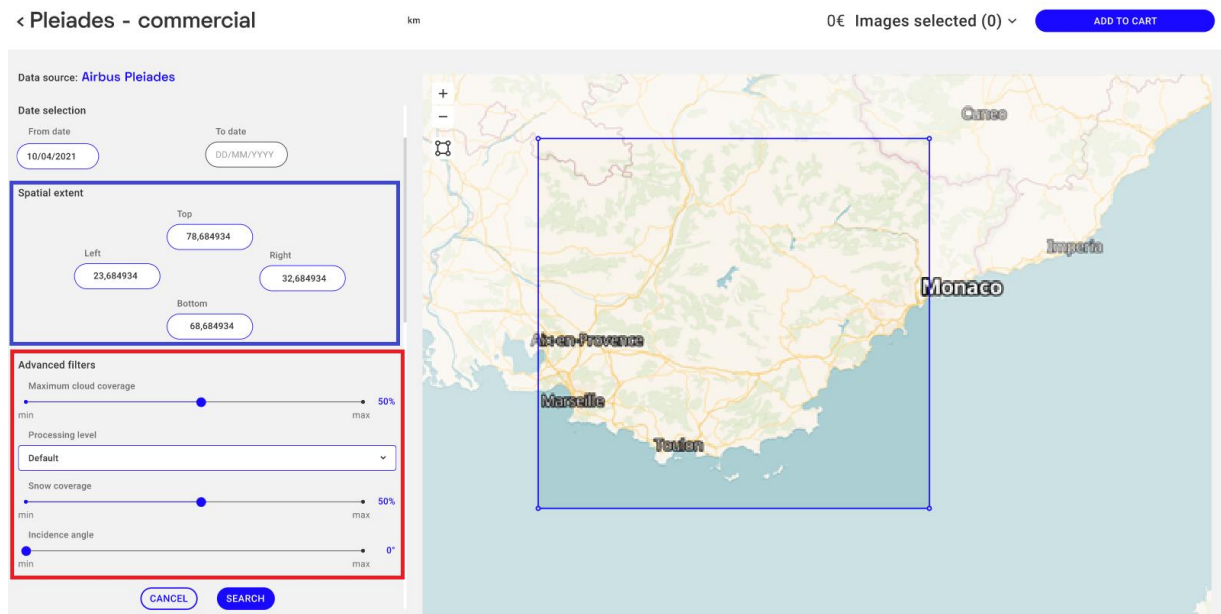 < Pleiades - commercial
km
0€ Images selected (0)
ADD TO CART
Data source: Airbus Pleiades
Date selection
From date
To date
10/04/2021
DD/MM/YYYY
Spatial extent
Top
78,684934
Left
Right
23,684934
32,684934
Bottom
68,684934
Advanced filters
Maximum cloud coverage
50%
min
max
Processing level
Default
Snow coverage
50%
min
max
Incidence angle
0°
min
max
CANCEL
SEARCH
+
−
Cuneo
Imperia
Monaco
Aix-en-Provence
Marseille
Toulon